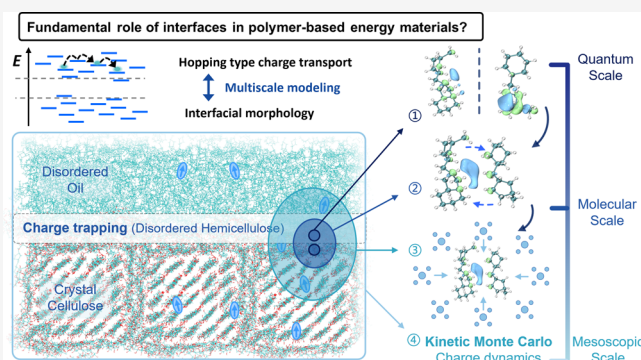 Fundamental role of interfaces in polymer-based energy materials?
E
Hopping type charge transport
Multiscale modeling
Interfacial morphology
Disordered
Oil
Charge trapping (Disordered Hemicellulose)
Crystal
Cellulose
①
②
③
④ Kinetic Monte Carlo
Charge dynamics
Quantum
Scale
Molecular
Scale
Mesoscopic
Scale